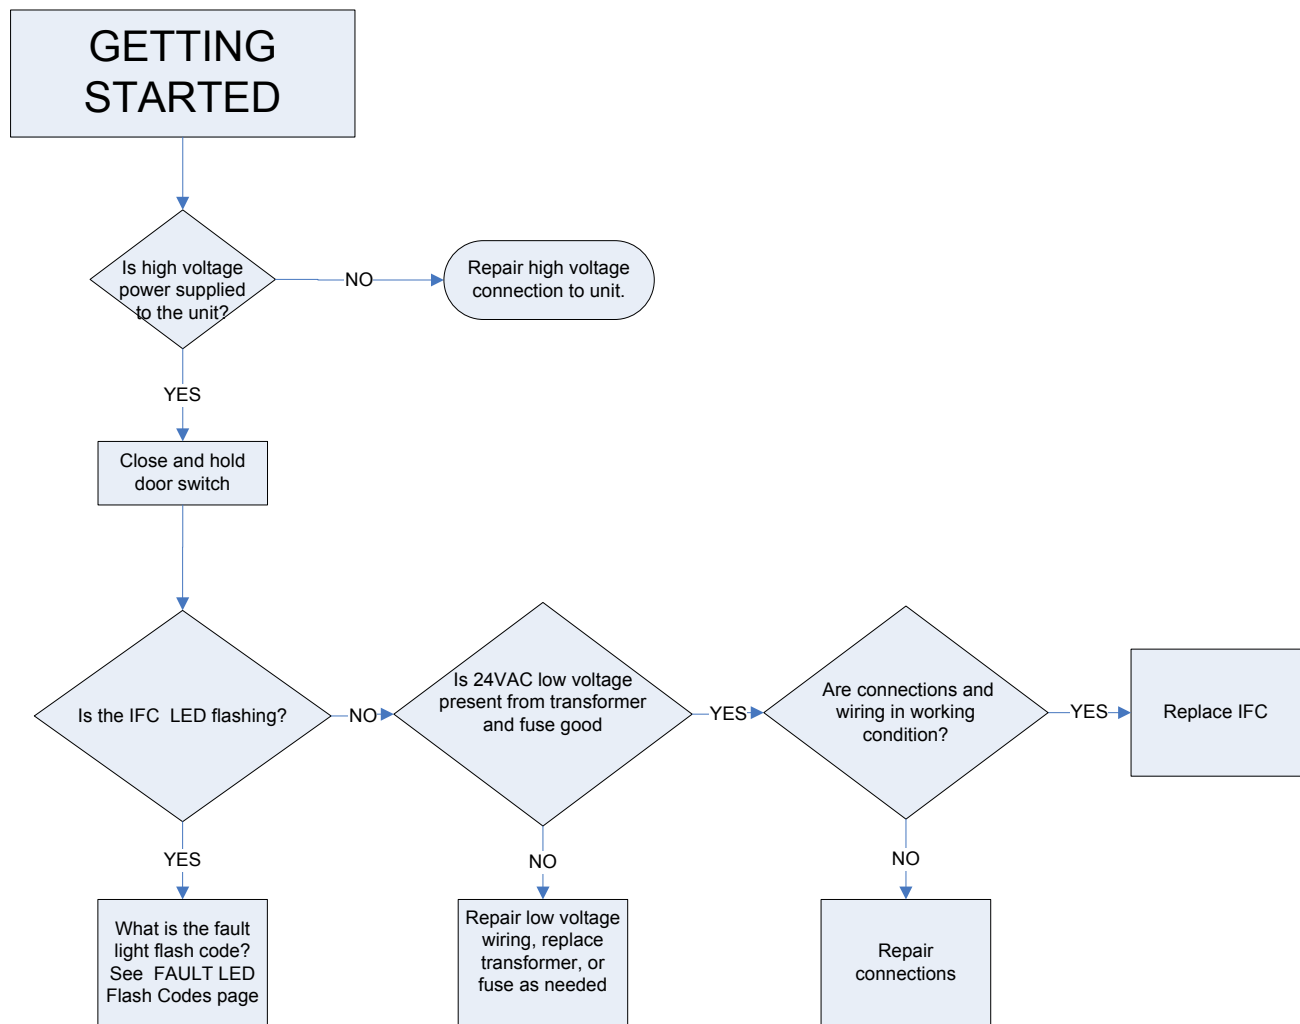 GETTING
STARTED
Is high voltage
power supplied
to the unit?
NO
Repair high voltage
connection to unit.
YES
Close and hold
door switch
Is the IFC LED flashing?
NO
Is 24VAC low voltage
present from transformer
and fuse good
YES
Are connections and
wiring in working
condition?
YES
Replace IFC
YES
NO
NO
What is the fault
light flash code?
See FAULT LED
Flash Codes page
Repair low voltage
wiring, replace
transformer, or
fuse as needed
Repair
connections